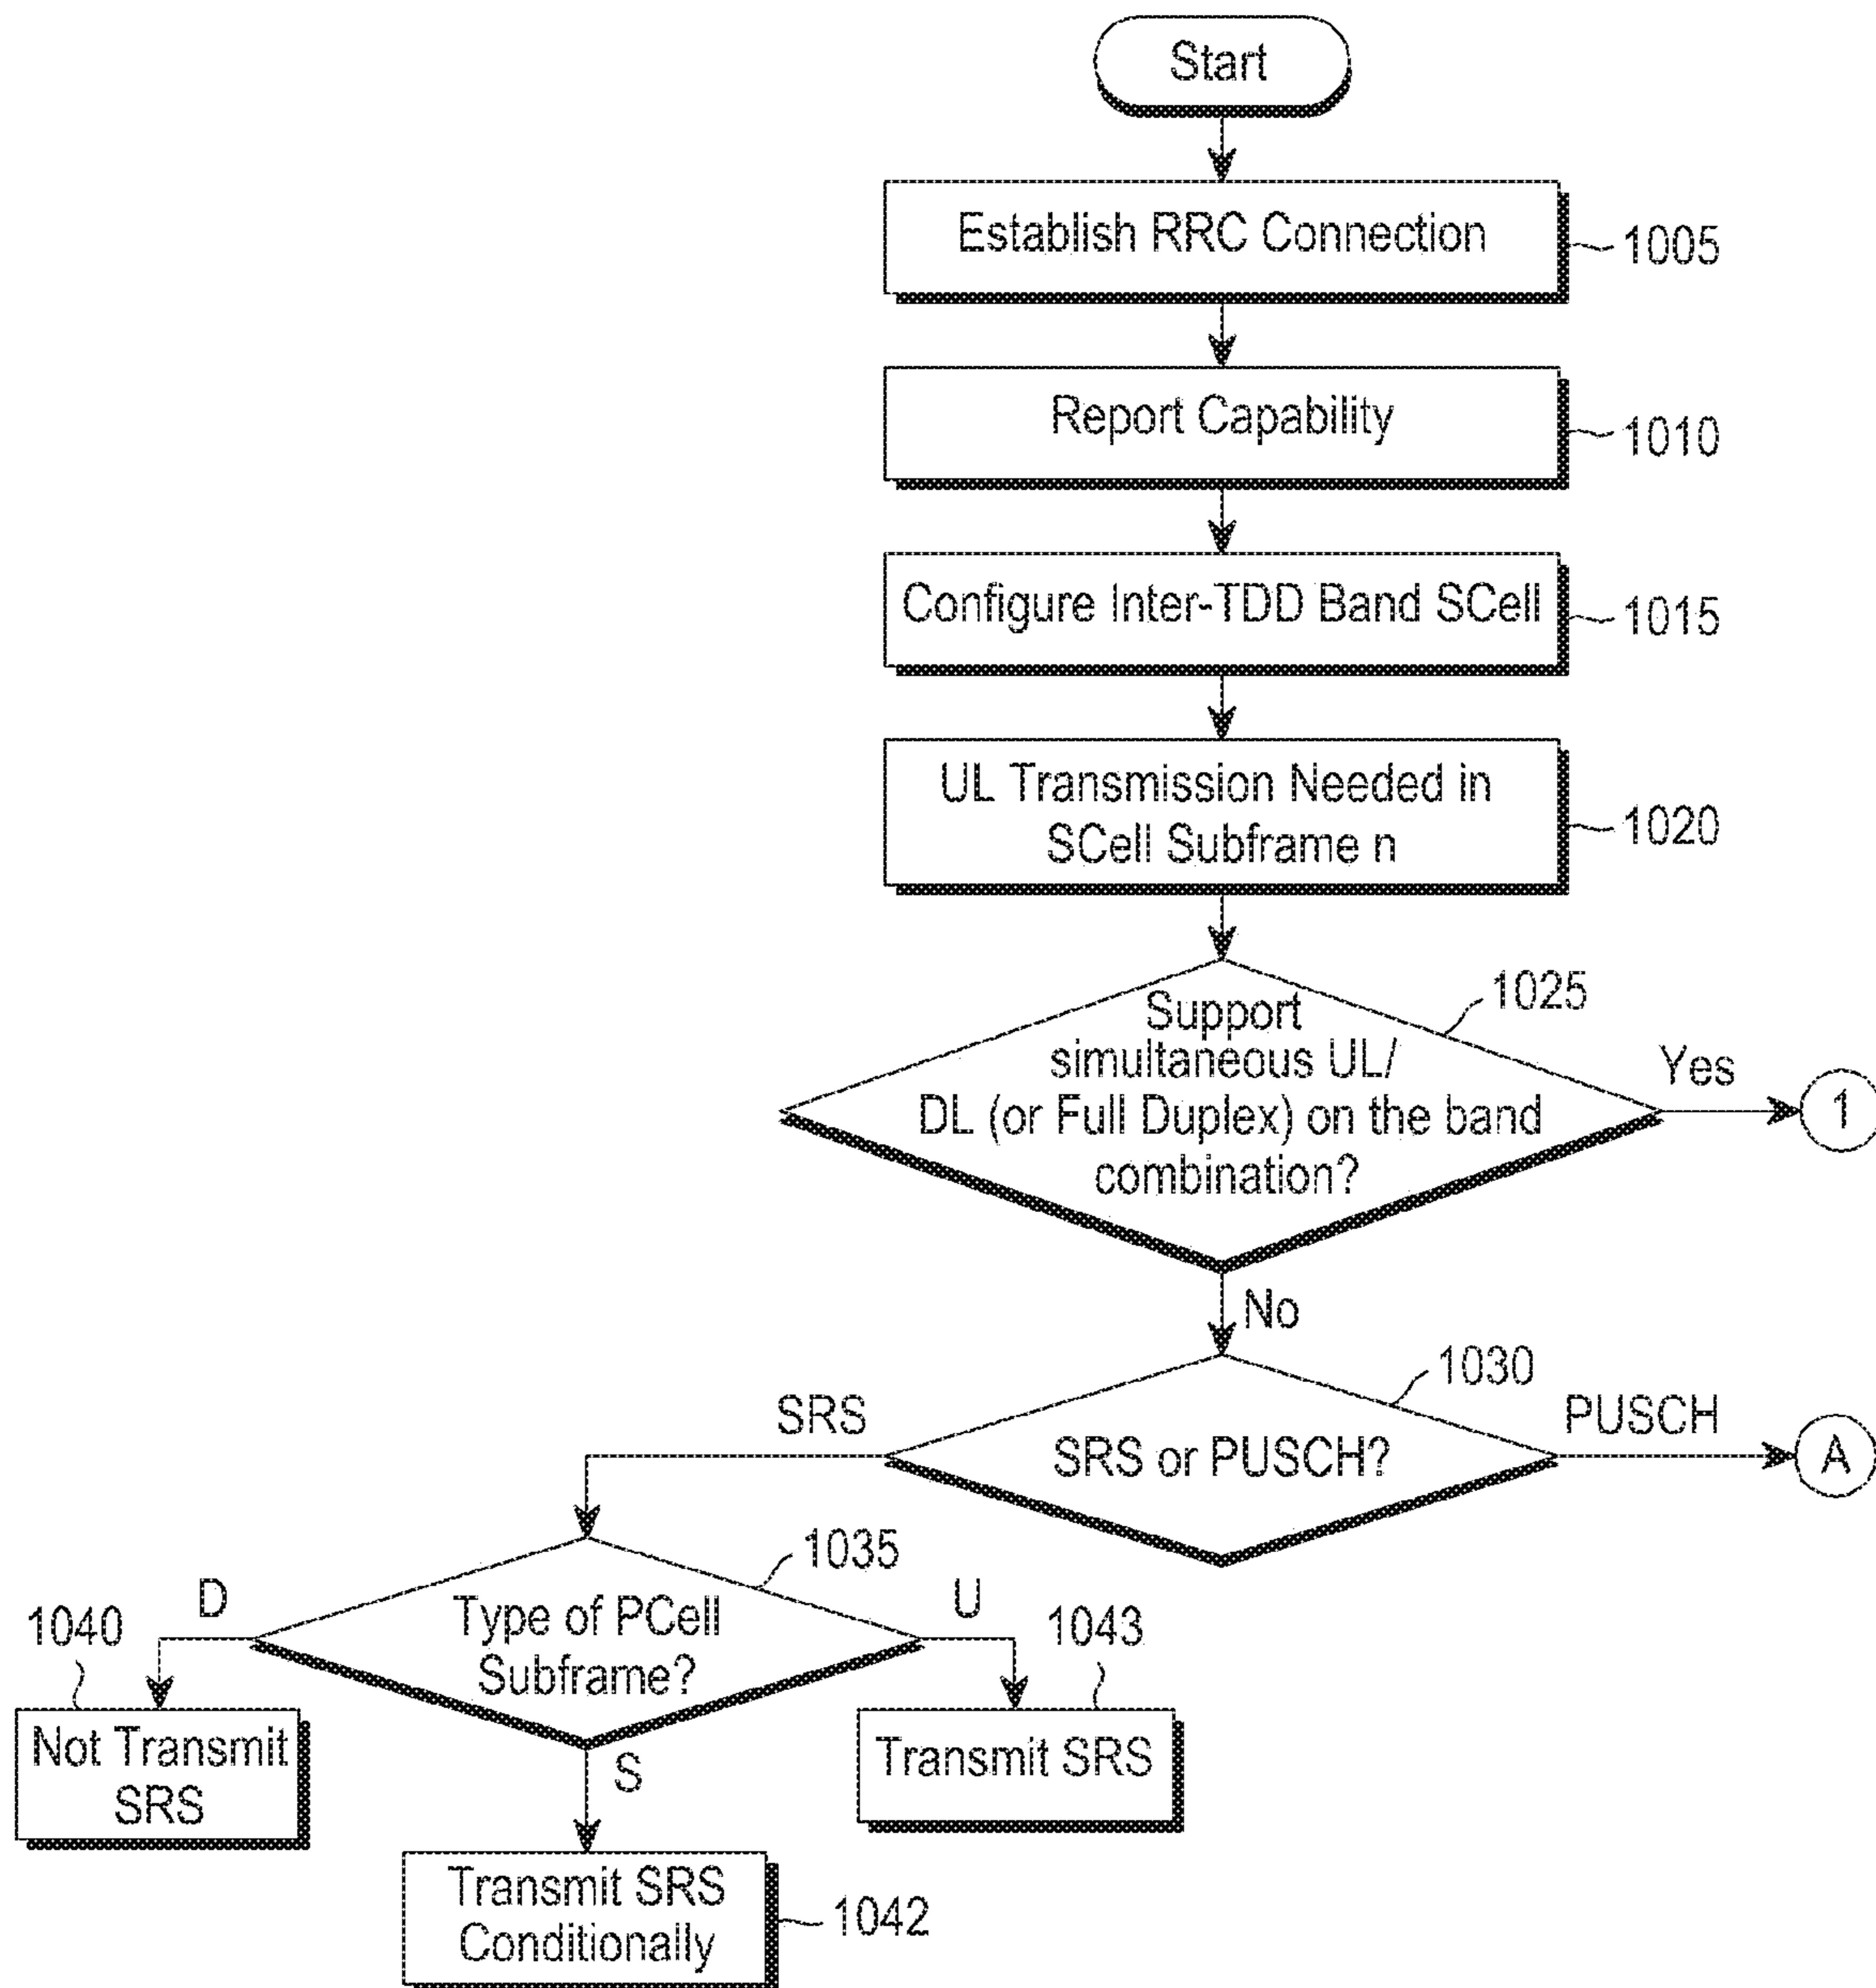 Start
Establish RRC Connection
1005
Report Capability
1010
Configure Inter-TDD Band SCell
1015
UL Transmission Needed in
SCell Subframe n
1020
1025
Support
simultaneous UL/
DL (or Full Duplex) on the band
combination?
Yes
1
No
1030
SRS
SRS or PUSCH?
PUSCH
A
1035
D
Type of PCell
Subframe?
U
1040
1043
Not Transmit
SRS
S
Transmit SRS
Transmit SRS
Conditionally
1042